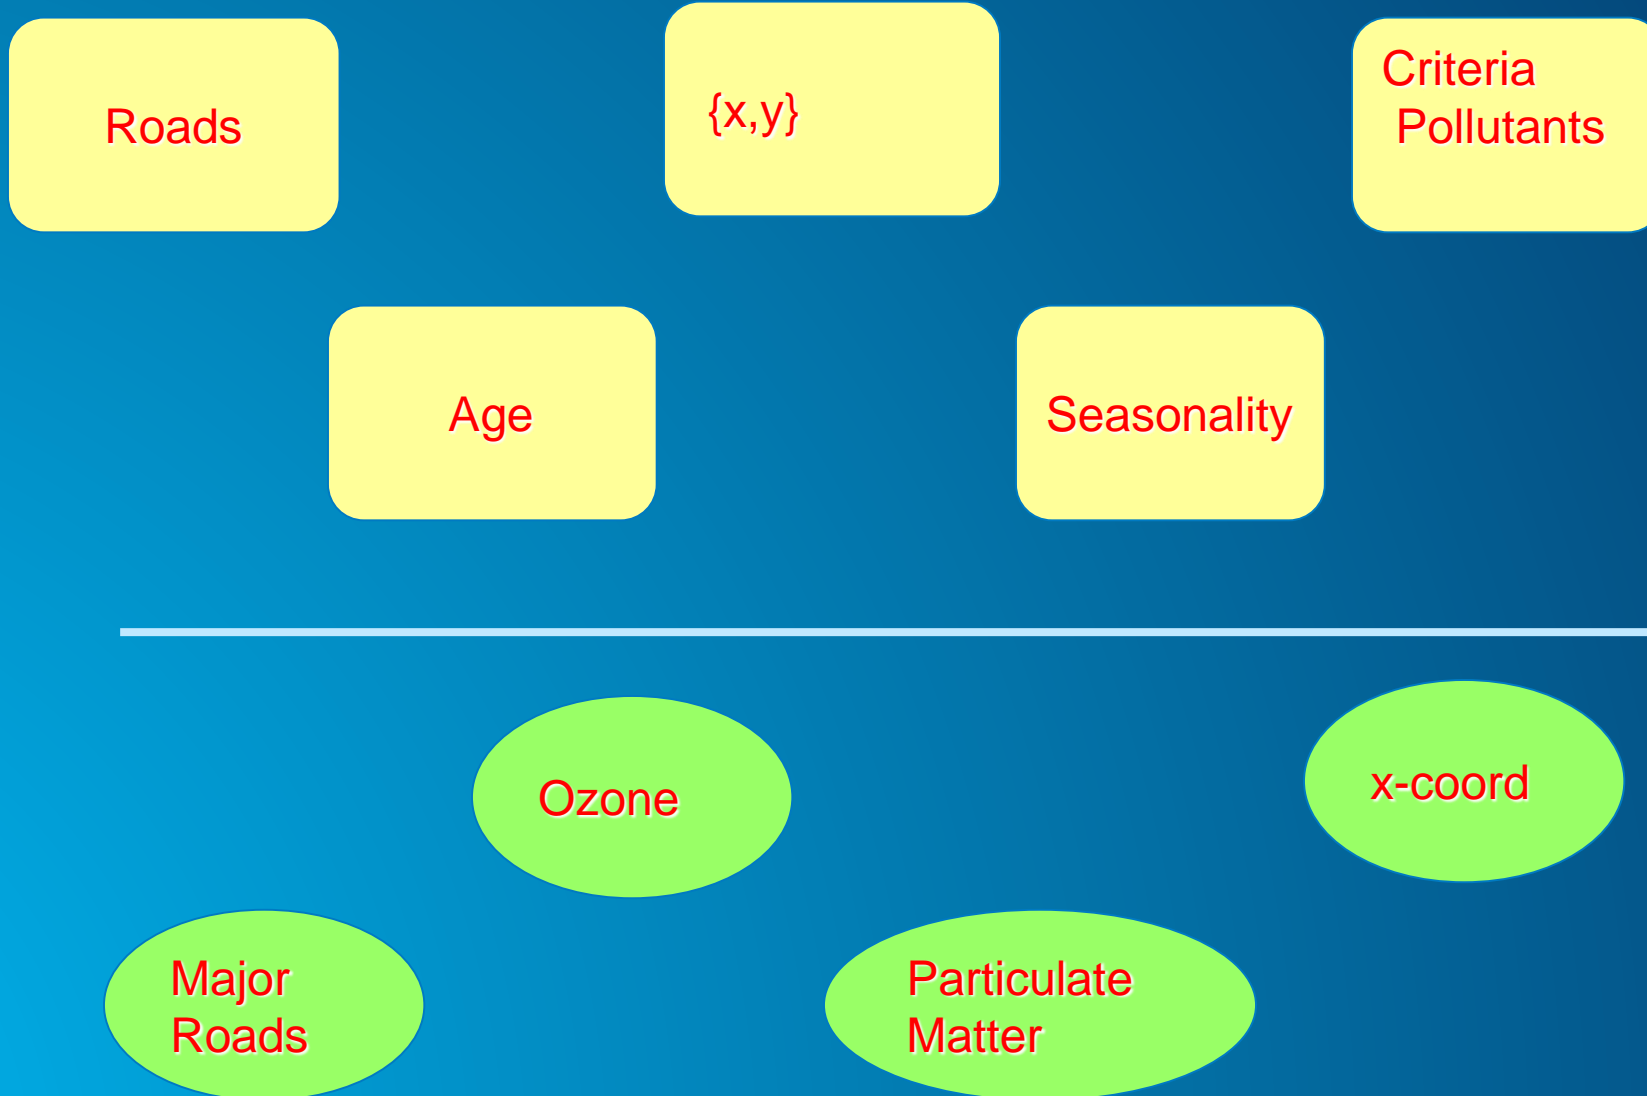 Roads
{x,y}
Criteria
Pollutants
Age
Seasonality
Ozone
x-coord
Major
Roads
Particulate
Matter